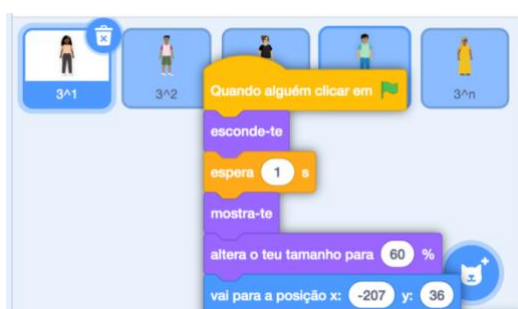 3^1
3^2
3^n
Quando alguém clicar em
esconde-te
espera 1 s
mostra-te
altera o teu tamanho para 60 %
vai para a posição x: -207 y: 36